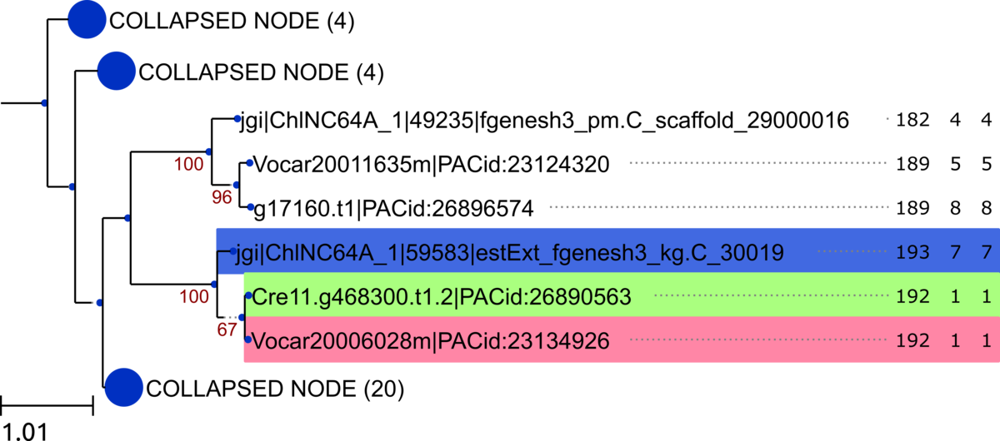 COLLAPSED NODE (4)
COLLAPSED NODE (4)
jgi|ChlNC64A_1|49235|fgenesh3_pm.C_scaffold_29000016 182 4 4
100
Vocar20011635m|PACid:23124320 189 5 5
96
g17160.t1|PACid:26896574 189 8 8
jgi|ChlNC64A_1|59583|estExt_fgenesh3_kg.C_30019 193 7 7
100
Cre11.g468300.t1.2|PACid:26890563 192 1 1
67
Vocar20006028m|PACid:23134926 192 1 1
COLLAPSED NODE (20)
1.01